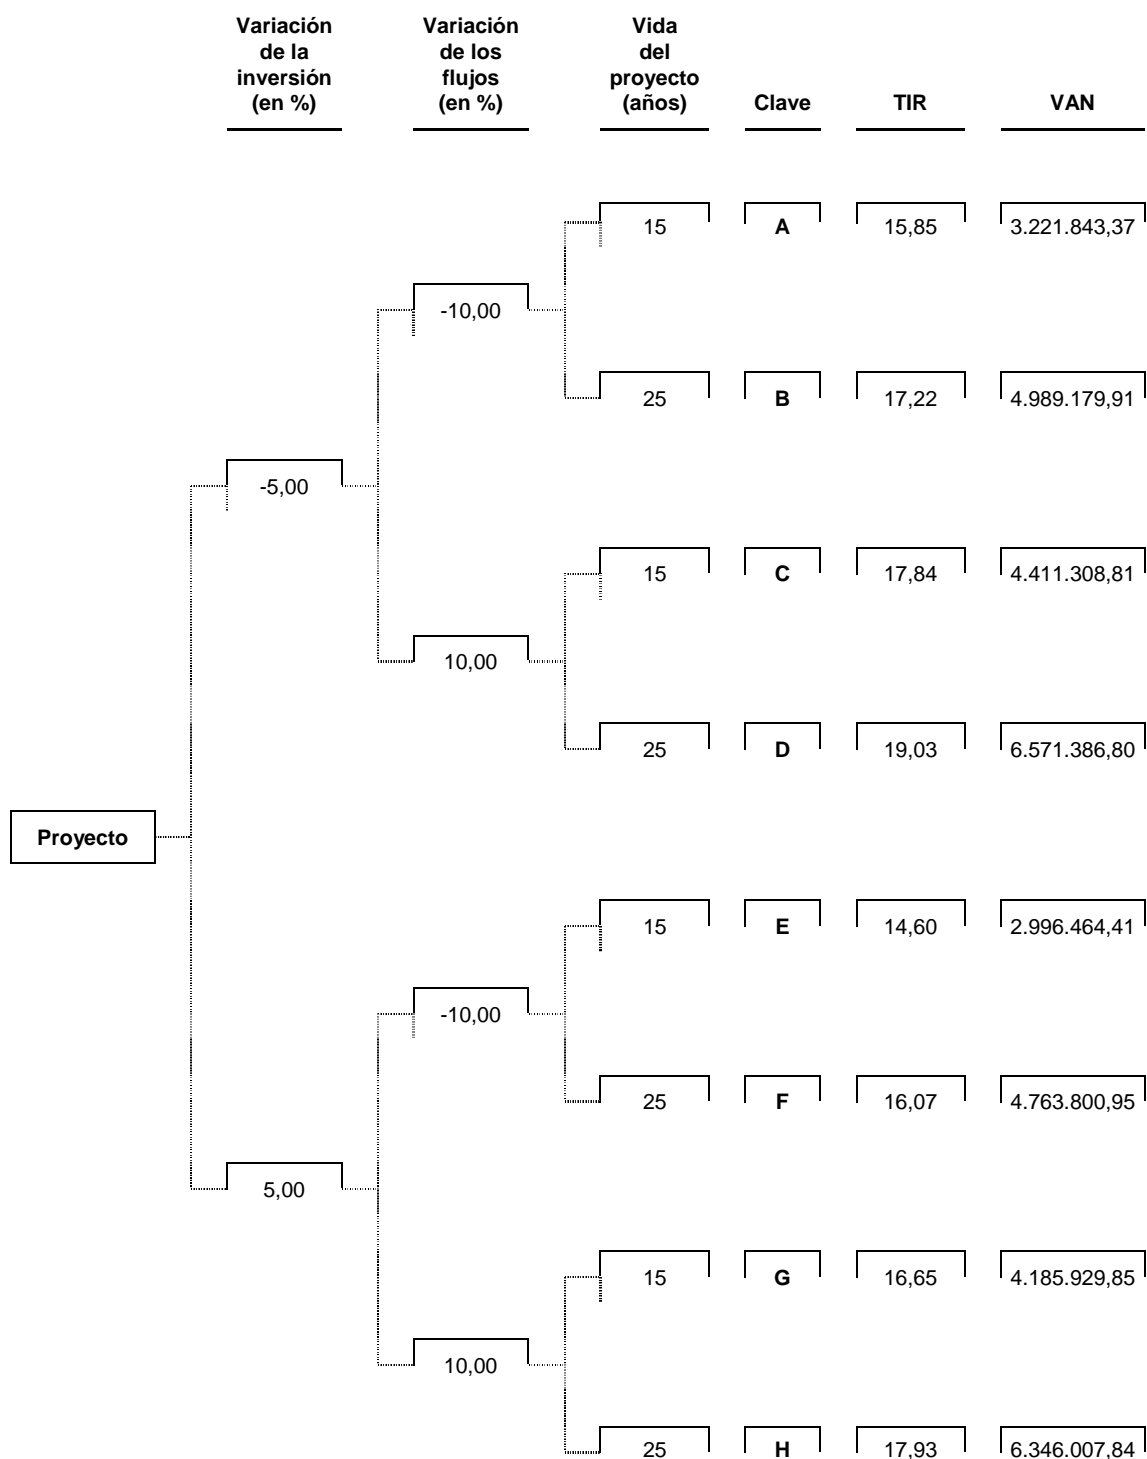 Variación de la inversión (en %)
Variación de los flujos (en %)
Vida del proyecto (años)
Clave
TIR
VAN
15 A 15,85 3.221.843,37
-10,00
25 B 17,22 4.989.179,91
-5,00
15 C 17,84 4.411.308,81
10,00
25 D 19,03 6.571.386,80
Proyecto
15 E 14,60 2.996.464,41
-10,00
25 F 16,07 4.763.800,95
5,00
15 G 16,65 4.185.929,85
10,00
25 H 17,93 6.346.007,84